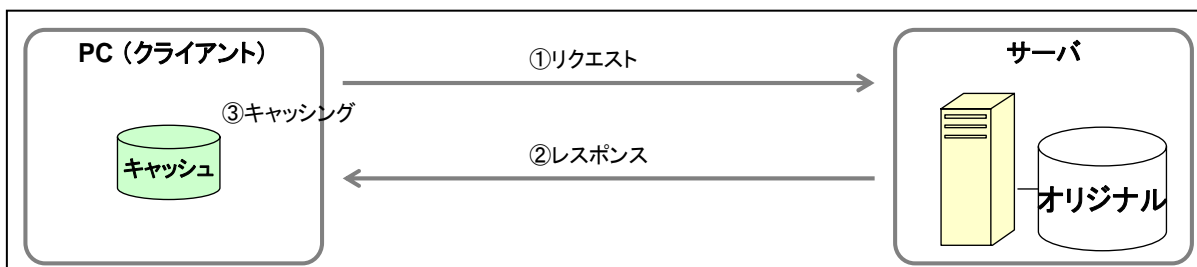 PC（クライアント）
①リクエスト
サーバ
③キャッシング
キャッシュ
②レスポンス
オリジナル